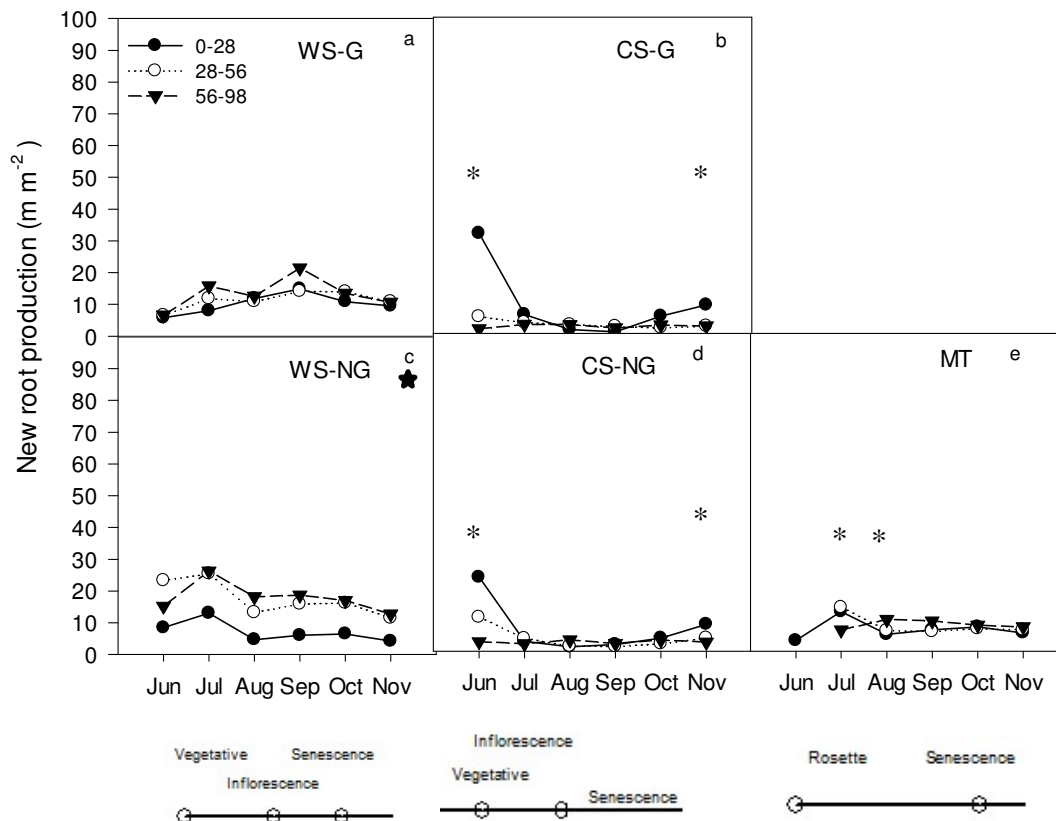 New root production (m m⁻²)
100
90
80
70
60
50
40
30
20
10
0
0-28
28-56
56-98
WS-G
a
CS-G
b
*
*
90
80
70
60
50
40
30
20
10
0
WS-NG
c
CS-NG
d
*
*
MT
e
* *
Jun Jul Aug Sep Oct Nov
Jun Jul Aug Sep Oct Nov
Jun Jul Aug Sep Oct Nov
Vegetative Senescence
Inflorescence
Inflorescence
Vegetative
Senescence
Rosette Senescence